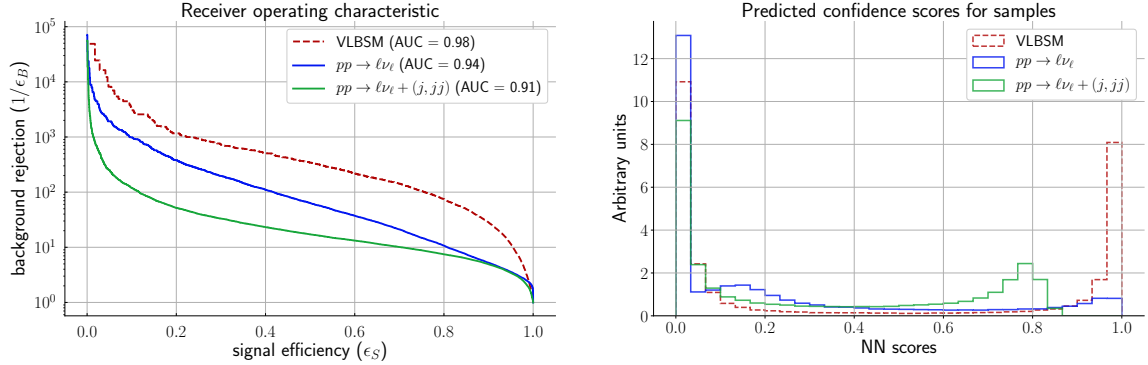 Receiver operating characteristic
10^5
10^4
10^3
10^2
10^1
10^0
background rejection (1/ϵ_B)
VLBSM (AUC = 0.98)
pp → ℓν_ℓ (AUC = 0.94)
pp → ℓν_ℓ + (j, jj) (AUC = 0.91)
0.0 0.2 0.4 0.6 0.8 1.0
signal efficiency (ϵ_S)
Predicted confidence scores for samples
12
10
8
6
4
2
0
Arbitrary units
VLBSM
pp → ℓν_ℓ
pp → ℓν_ℓ + (j, jj)
0.0 0.2 0.4 0.6 0.8 1.0
NN scores